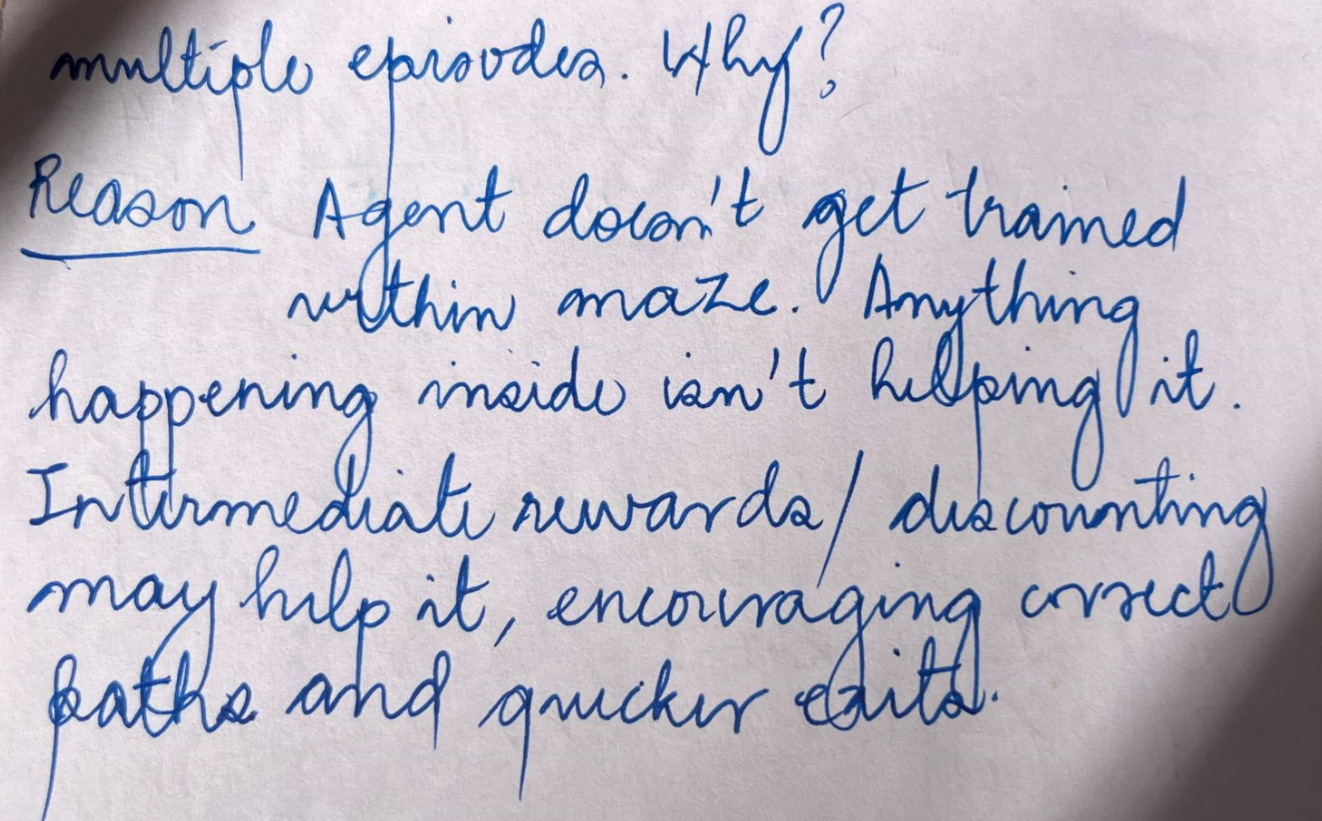 multiple episodes. Why?
Reason Agent doesn't get trained
within maze. Anything
happening inside isn't helping it.
Intermediate rewards/ discounting
may help it, encouraging correct
paths and quicker exits.